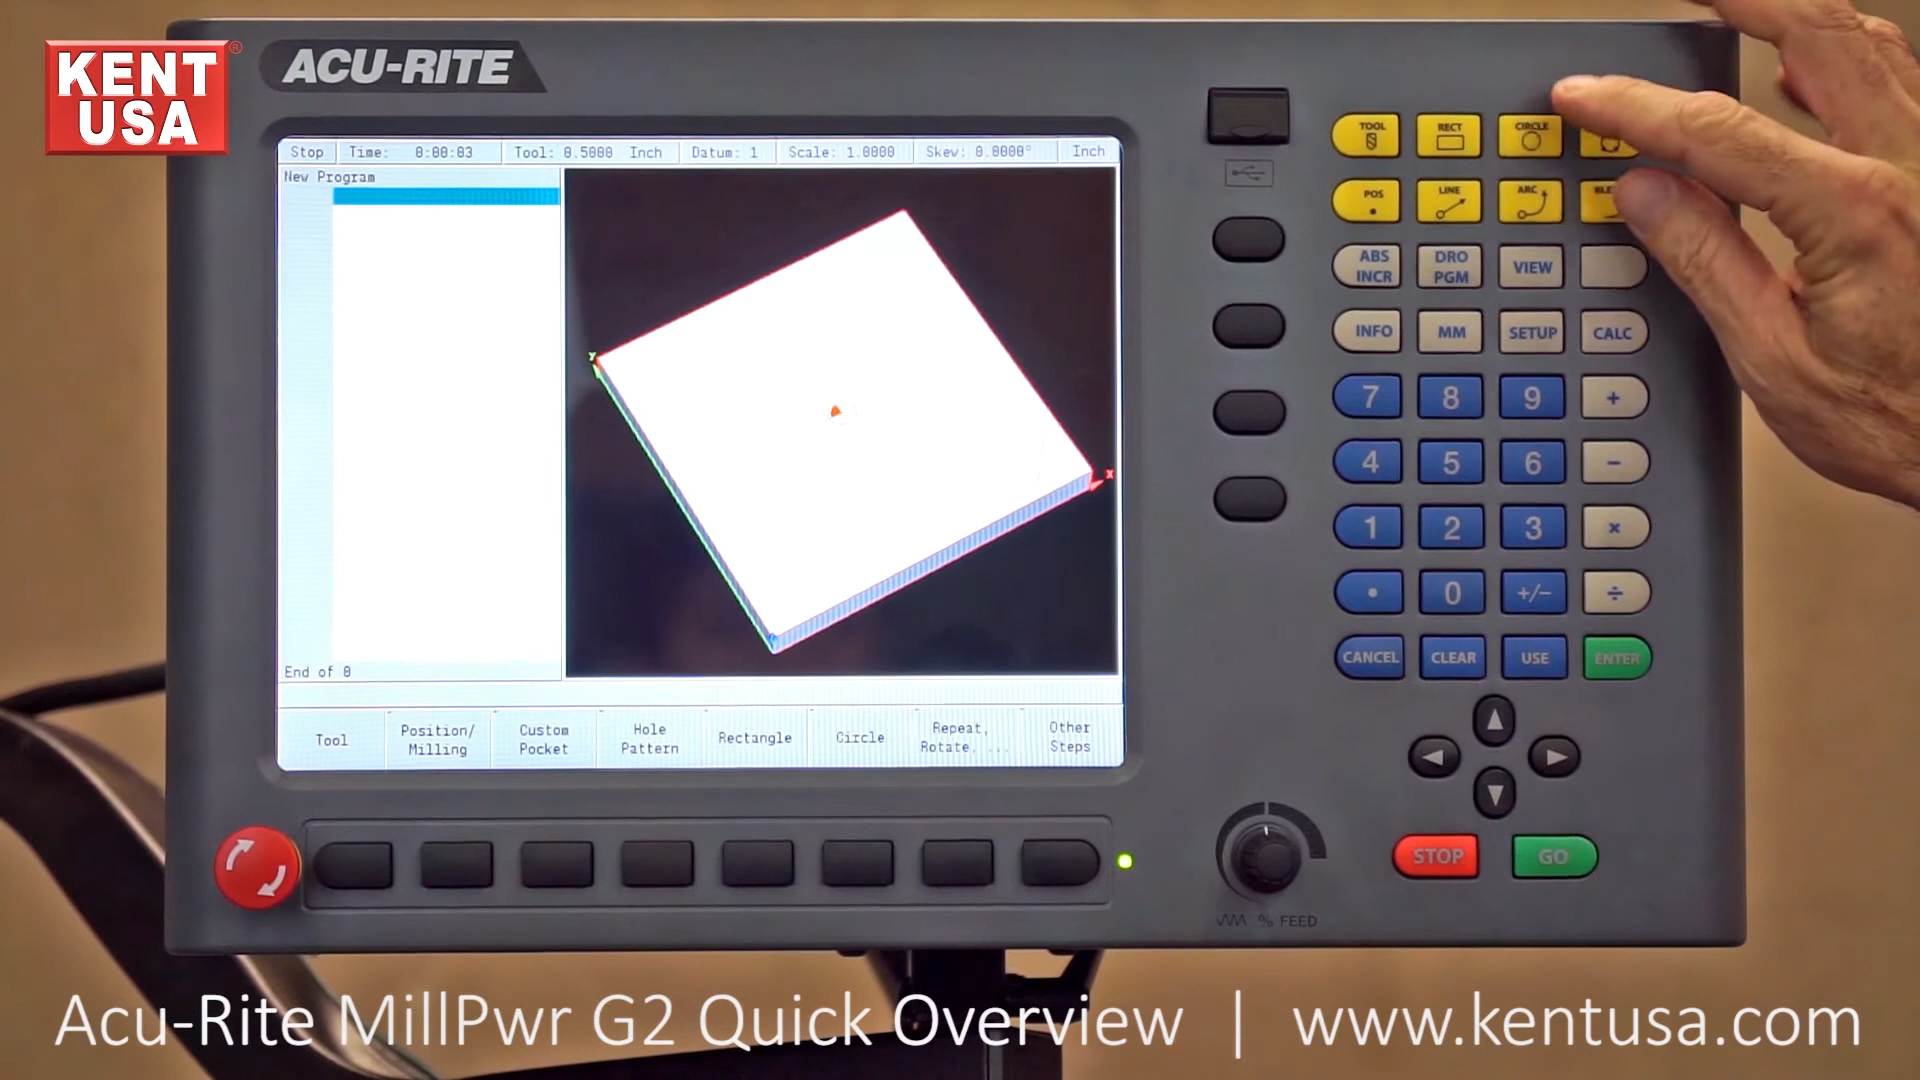 KENT
USA
®
ACU-RITE
Stop Time: 0:00:03 Tool: 0.5000 Inch Datum: 1 Scale: 1.0000 Skew: 0.0000° Inch
New Program
Y
X
End of 0
Tool
Position/
Milling
Custom
Pocket
Hole
Pattern
Rectangle
Circle
Repeat,
Rotate, ...
Other
Steps
TOOL RECT CIRCLE
POS LINE ARC
ABS
INCR
DRO
PGM
VIEW
INFO MM SETUP CALC
7 8 9 +
4 5 6 −
1 2 3 ×
• 0 +/− ÷
CANCEL CLEAR USE ENTER
STOP GO
% FEED
Acu-Rite MillPwr G2 Quick Overview | www.kentusa.com